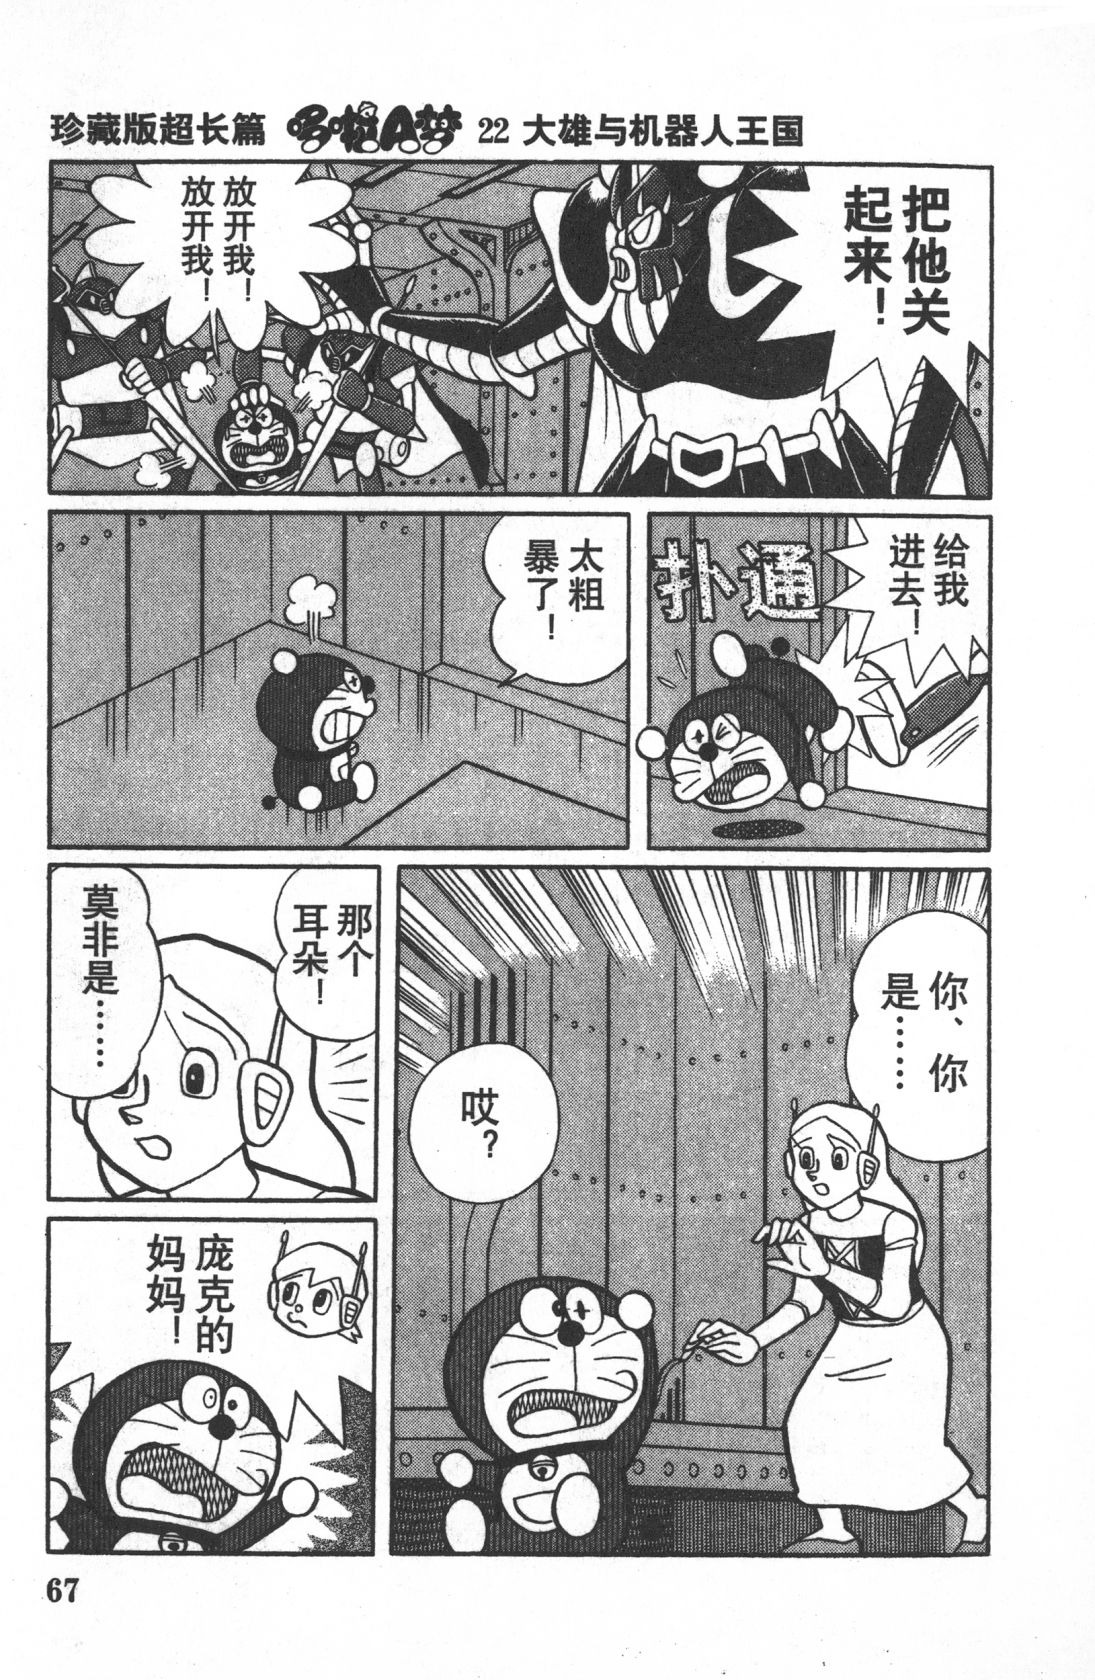 珍藏版超长篇 哆啦A梦 22 大雄与机器人王国
把他关
起来！
放开我！
放开我！
给我
进去！
扑通
太粗
暴了！
你、你
是……
哎？
那个
耳朵！
莫非是……
庞克的
妈妈！
67